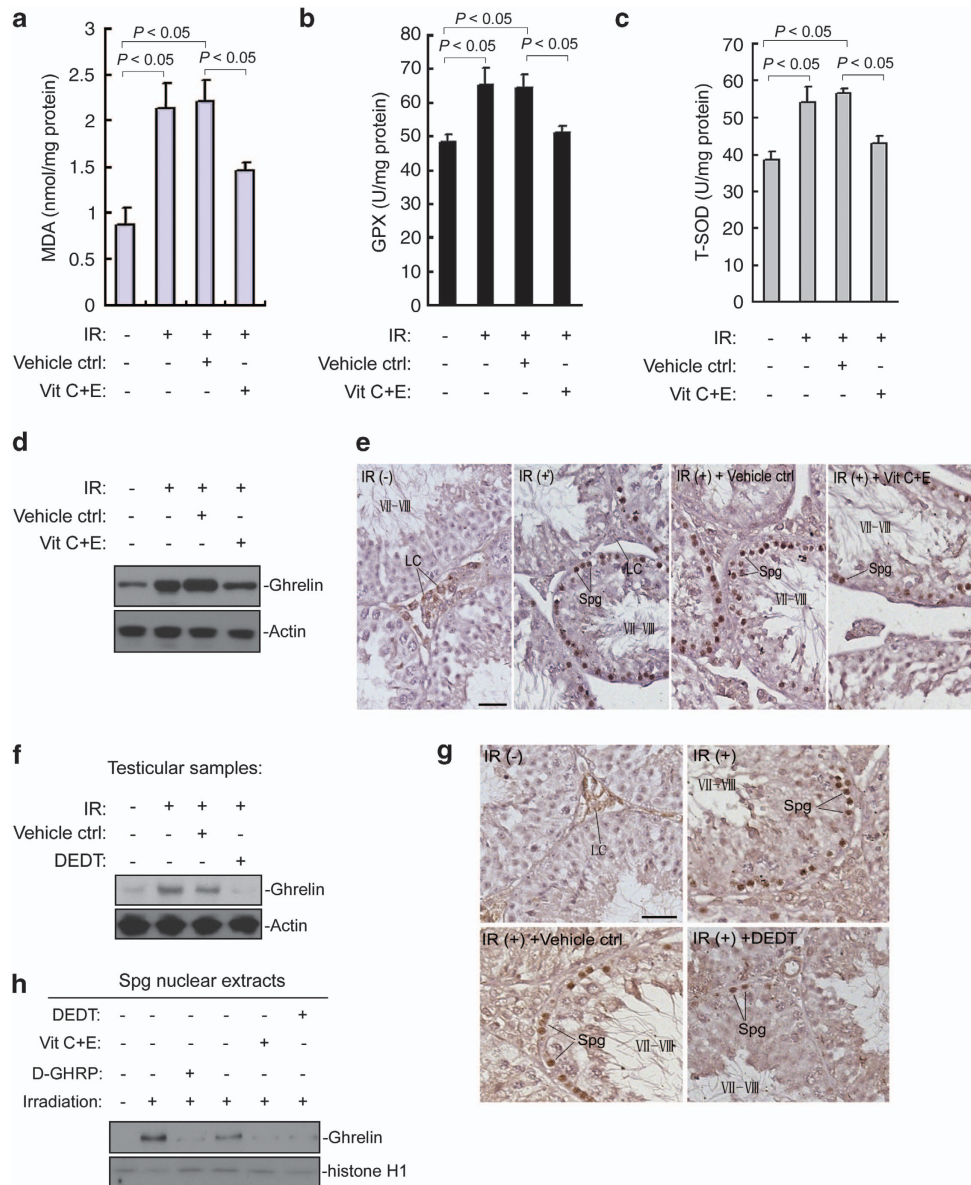 a
3
2.5
2
1.5
1
0.5
0
MDA (nmol/mg protein)
P < 0.05
P < 0.05
P < 0.05
IR: - + + +
Vehicle ctrl: - - + -
Vit C+E: - - - +
b
80
70
60
50
40
30
20
10
0
GPX (U/mg protein)
P < 0.05
P < 0.05
P < 0.05
IR: - + + +
Vehicle ctrl: - - + -
Vit C+E: - - - +
c
70
60
50
40
30
20
10
0
T-SOD (U/mg protein)
P < 0.05
P < 0.05
P < 0.05
IR: - + + +
Vehicle ctrl: - - + -
Vit C+E: - - - +
d
IR: - + + +
Vehicle ctrl: - - + -
Vit C+E: - - - +
-Ghrelin
-Actin
e
IR (-)
VII-VIII
LC
IR (+)
LC
Spg
VII-VIII
IR (+) + Vehicle ctrl
Spg
VII-VIII
IR (+) + Vit C+E
VII-VIII
Spg
f
Testicular samples:
IR: - + + +
Vehicle ctrl: - - + -
DEDT: - - - +
-Ghrelin
-Actin
g
IR (-)
LC
IR (+)
VII-VIII
Spg
IR (+) +Vehicle ctrl
Spg
VII-VIII
IR (+) +DEDT
Spg
VII-VIII
h
Spg nuclear extracts
DEDT: - - - - - +
Vit C+E: - - - - + -
D-GHRP: - - + - - -
Irradiation: - + + + + +
-Ghrelin
-histone H1